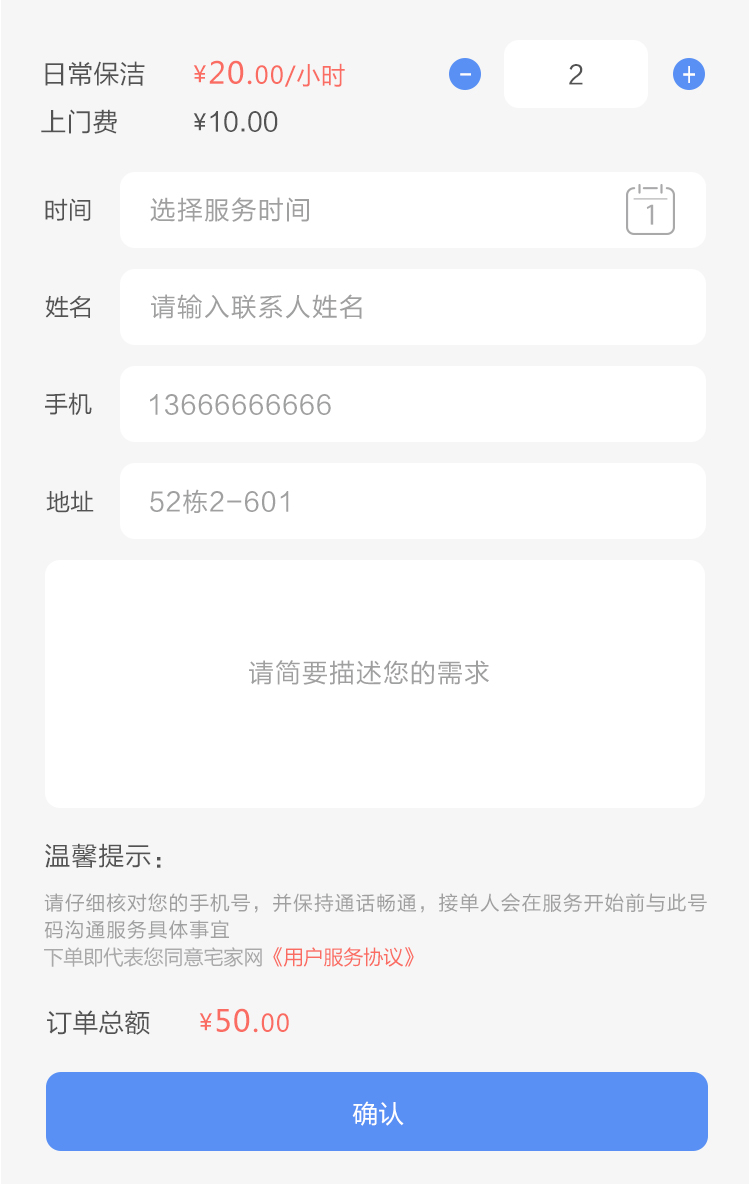 日常保洁 ¥20.00/小时 - 2 +
上门费 ¥10.00
时间 选择服务时间 1
姓名 请输入联系人姓名
手机 13666666666
地址 52栋2-601
请简要描述您的需求
温馨提示：
请仔细核对您的手机号，并保持通话畅通，接单人会在服务开始前与此号
码沟通服务具体事宜
下单即代表您同意宅家网《用户服务协议》
订单总额 ¥50.00
确认